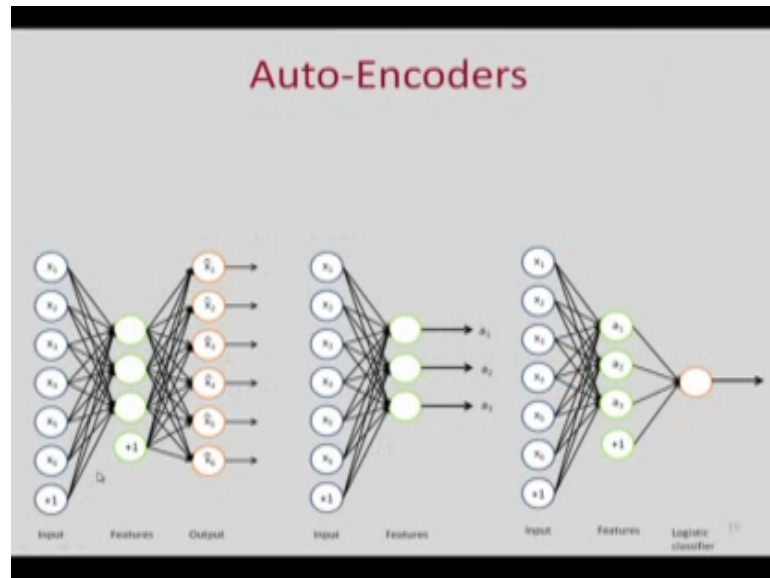 Auto-Encoders
x₁
x₂
x₃
x₄
x₅
x₆
+1
+1
x̂₁
x̂₂
x̂₃
x̂₄
x̂₅
x̂₆
Input
Features
Output
x₁
x₂
x₃
x₄
x₅
x₆
+1
a₁
a₂
a₃
Input
Features
x₁
x₂
x₃
x₄
x₅
x₆
+1
a₁
a₂
a₃
+1
Input
Features
Logistic
classifier